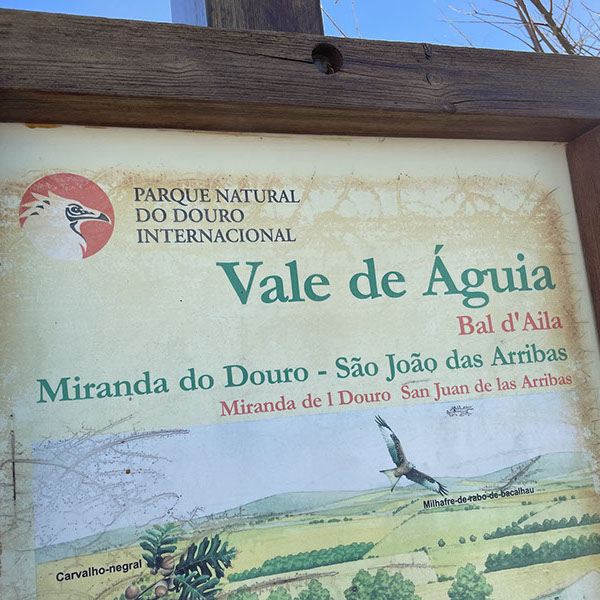 PARQUE NATURAL
DO DOURO
INTERNACIONAL
Vale de Águia
Bal d'Aila
Miranda do Douro - São João das Arribas
Miranda de l Douro San Juan de las Arribas
Milhafre-de-rabo-de-bacalhau
Carvalho-negral